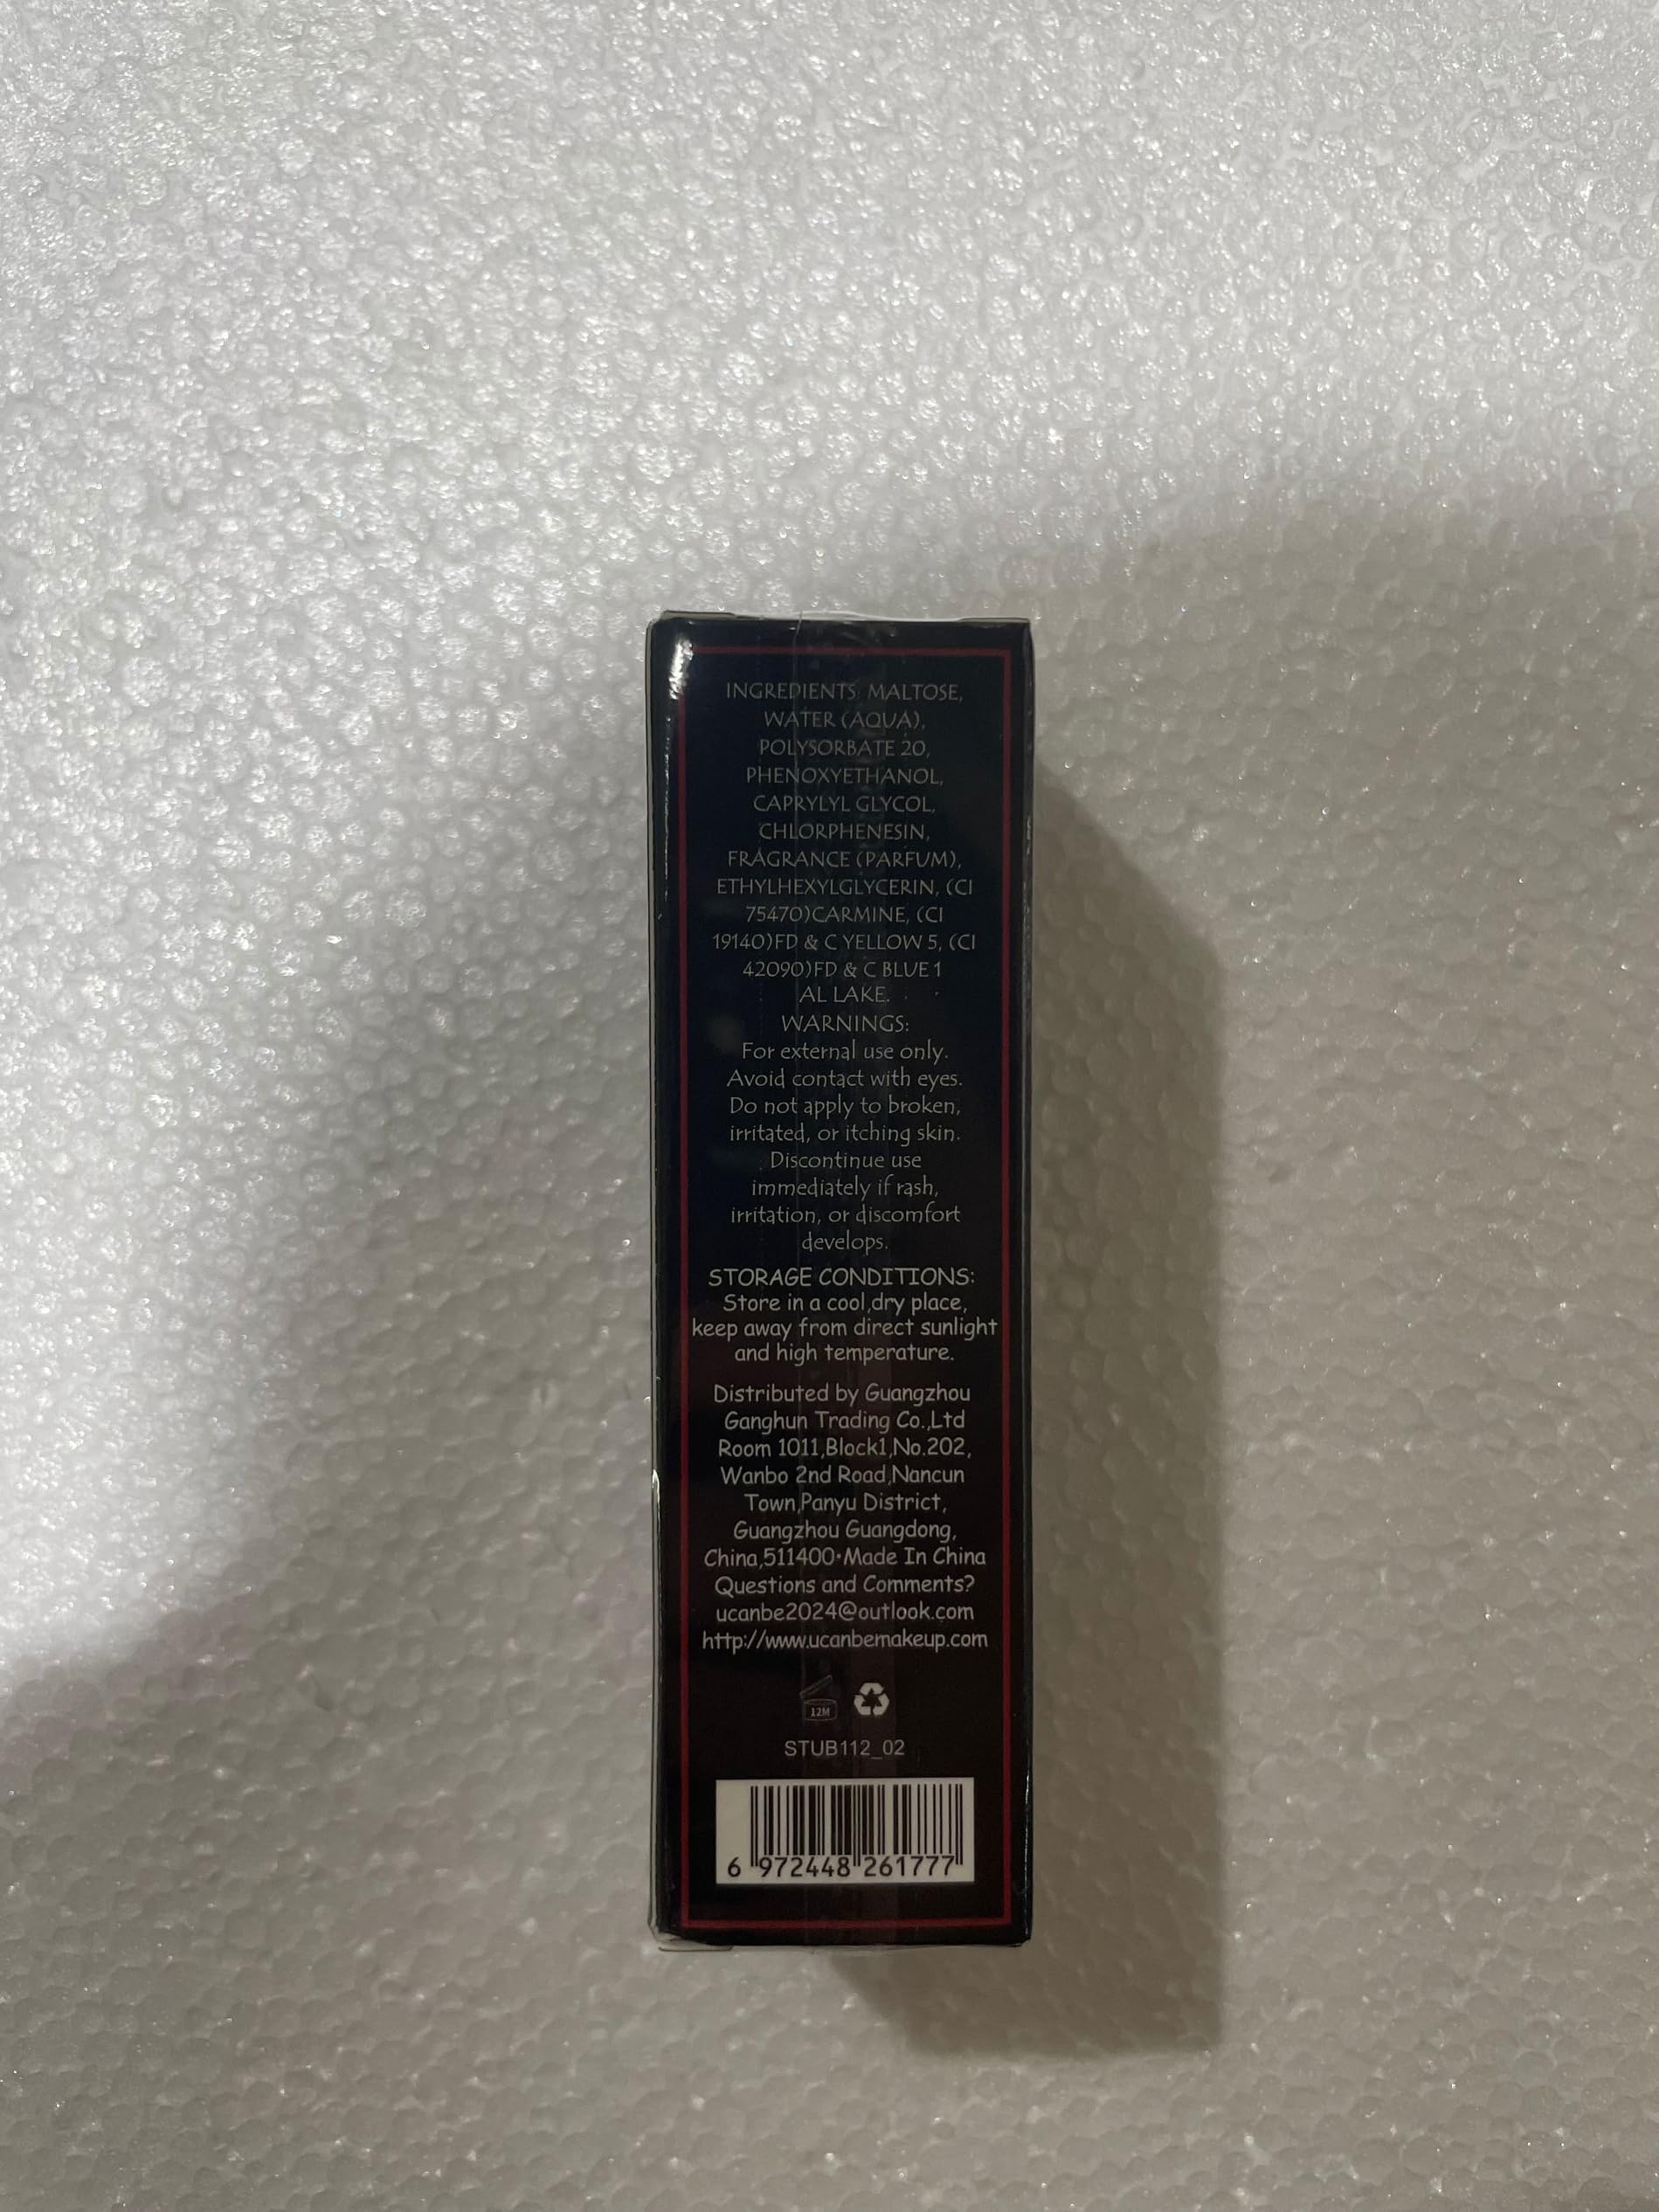 INGREDIENTS: MALTOSE,
WATER (AQUA),
POLYSORBATE 20,
PHENOXYETHANOL,
CAPRYLYL GLYCOL,
CHLORPHENESIN,
FRAGRANCE (PARFUM),
ETHYLHEXYLGLYCERIN, (CI
75470)CARMINE, (CI
19140)FD & C YELLOW 5, (CI
42090)FD & C BLUE 1
AL LAKE.
WARNINGS:
For external use only.
Avoid contact with eyes.
Do not apply to broken,
irritated, or itching skin.
Discontinue use
immediately if rash,
irritation, or discomfort
develops.
STORAGE CONDITIONS:
Store in a cool,dry place,
keep away from direct sunlight
and high temperature.
Distributed by Guangzhou
Ganghun Trading Co.,Ltd
Room 1011,Block1,No.202,
Wanbo 2nd Road,Nancun
Town,Panyu District,
Guangzhou Guangdong,
China,511400·Made In China
Questions and Comments?
ucanbe2024@outlook.com
http://www.ucanbemakeup.com
12M
STUB112_02
6 972448 261777